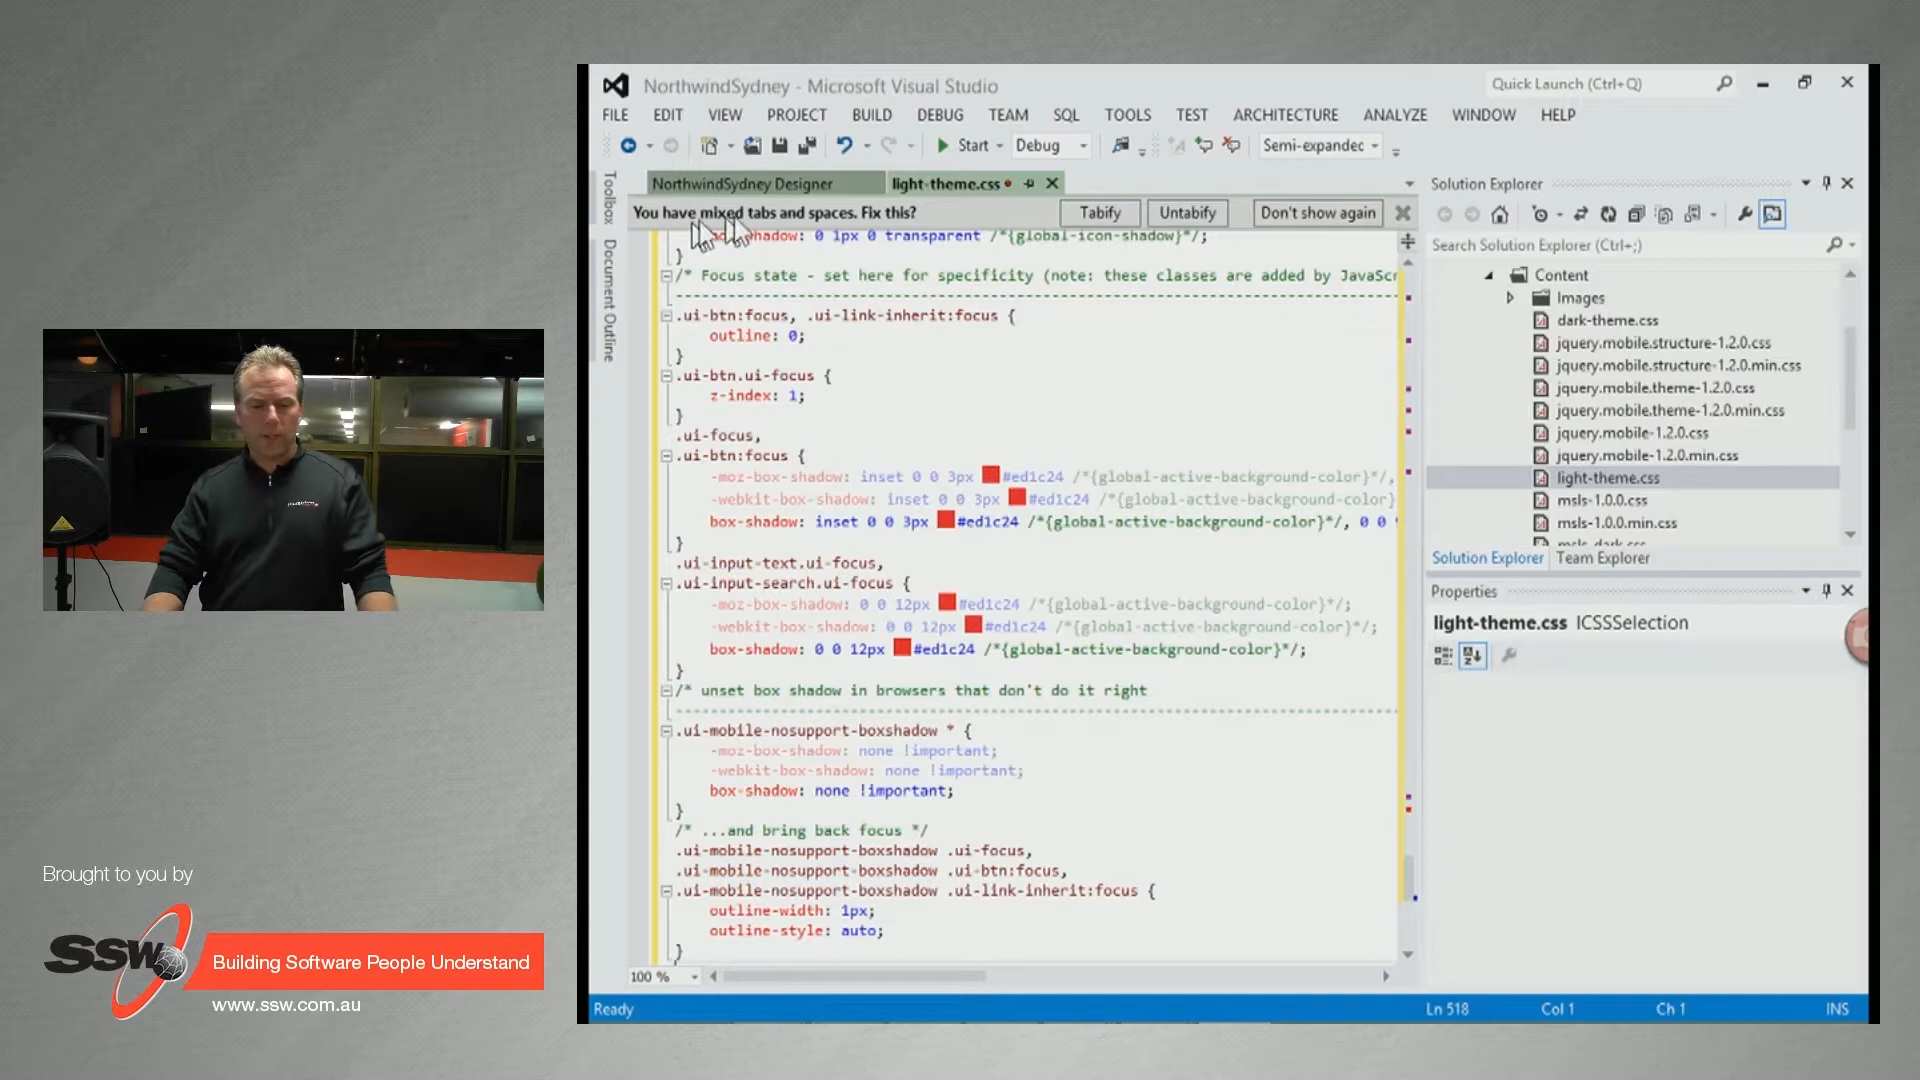 NorthwindSydney - Microsoft Visual Studio
Quick Launch (Ctrl+Q)
FILE EDIT VIEW PROJECT BUILD DEBUG TEAM SQL TOOLS TEST ARCHITECTURE ANALYZE WINDOW HELP
Start Debug Semi-expandec
Toolbox
Document Outline
NorthwindSydney Designer light-theme.css
You have mixed tabs and spaces. Fix this? Tabify Untabify Don't show again
shadow: 0 1px 0 transparent /*{global-icon-shadow}*/;
}
/* Focus state - set here for specificity (note: these classes are added by JavaScr
-----------------------------------------------------------------------------------
.ui-btn:focus, .ui-link-inherit:focus {
outline: 0;
}
.ui-btn.ui-focus {
z-index: 1;
}
.ui-focus,
.ui-btn:focus {
-moz-box-shadow: inset 0 0 3px #ed1c24 /*{global-active-background-color}*/,
-webkit-box-shadow: inset 0 0 3px #ed1c24 /*{global-active-background-color}
box-shadow: inset 0 0 3px #ed1c24 /*{global-active-background-color}*/, 0 0
}
.ui-input-text.ui-focus,
.ui-input-search.ui-focus {
-moz-box-shadow: 0 0 12px #ed1c24 /*{global-active-background-color}*/;
-webkit-box-shadow: 0 0 12px #ed1c24 /*{global-active-background-color}*/;
box-shadow: 0 0 12px #ed1c24 /*{global-active-background-color}*/;
}
/* unset box shadow in browsers that don't do it right
-----------------------------------------------------------------------------------
.ui-mobile-nosupport-boxshadow * {
-moz-box-shadow: none !important;
-webkit-box-shadow: none !important;
box-shadow: none !important;
}
/* ...and bring back focus */
.ui-mobile-nosupport-boxshadow .ui-focus,
.ui-mobile-nosupport-boxshadow .ui-btn:focus,
.ui-mobile-nosupport-boxshadow .ui-link-inherit:focus {
outline-width: 1px;
outline-style: auto;
}
100 %
Ready Ln 518 Col 1 Ch 1 INS
Solution Explorer
Search Solution Explorer (Ctrl+;)
Content
Images
dark-theme.css
jquery.mobile.structure-1.2.0.css
jquery.mobile.structure-1.2.0.min.css
jquery.mobile.theme-1.2.0.css
jquery.mobile.theme-1.2.0.min.css
jquery.mobile-1.2.0.css
jquery.mobile-1.2.0.min.css
light-theme.css
msls-1.0.0.css
msls-1.0.0.min.css
Solution Explorer Team Explorer
Properties
light-theme.css ICSSSelection
Brought to you by
SSW
Building Software People Understand
www.ssw.com.au